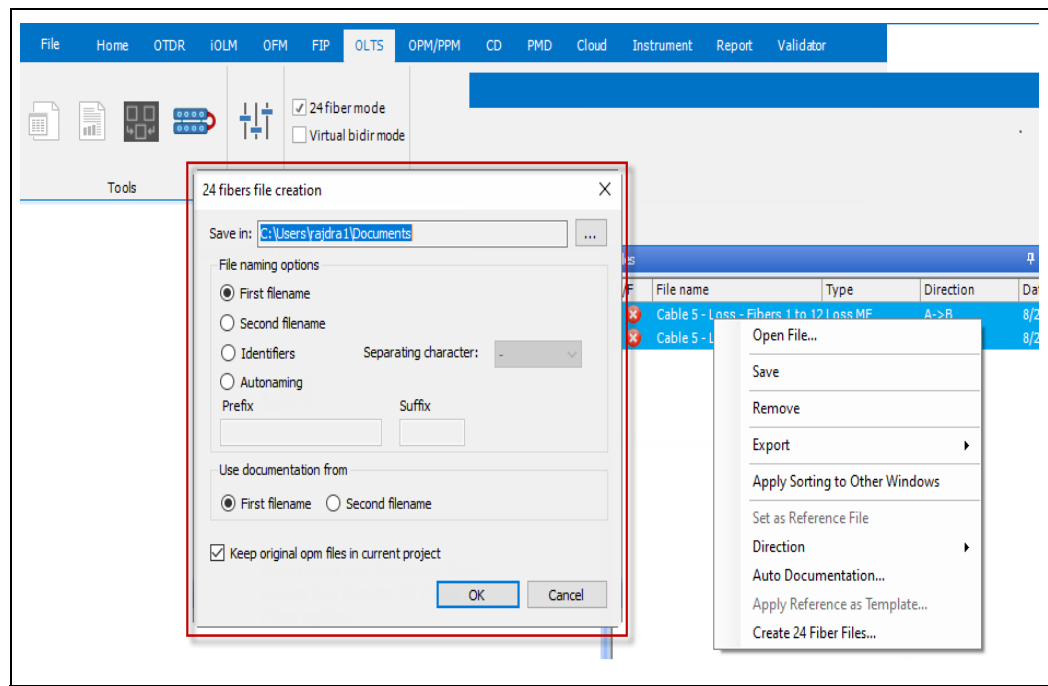 File Home OTDR iOLM OFM FIP OLTS OPM/PPM CD PMD Cloud Instrument Report Validator
24 fiber mode
Virtual bidir mode
Tools
24 fibers file creation
Save in: C:\Users\rajdra1\Documents ...
File naming options
First filename
Second filename
Identifiers Separating character: -
Autonaming
Prefix Suffix
Use documentation from
First filename Second filename
Keep original opm files in current project
OK Cancel
File name Type Direction
Cable 5 - Loss - Fibers 1 to 12 Loss MF A->B 8/2
Cable 5 - L 8/2
Open File...
Save
Remove
Export
Apply Sorting to Other Windows
Set as Reference File
Direction
Auto Documentation...
Apply Reference as Template...
Create 24 Fiber Files...